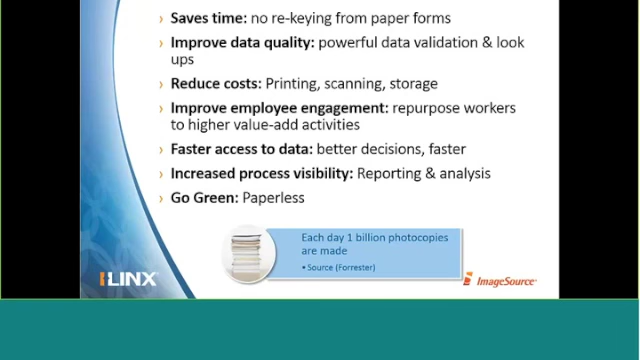 › Saves time: no re-keying from paper forms
› Improve data quality: powerful data validation & look
ups
› Reduce costs: Printing, scanning, storage
› Improve employee engagement: repurpose workers
to higher value-add activities
› Faster access to data: better decisions, faster
› Increased process visibility: Reporting & analysis
› Go Green: Paperless
Each day 1 billion photocopies
are made
• Source (Forrester)
ILINX
ImageSource